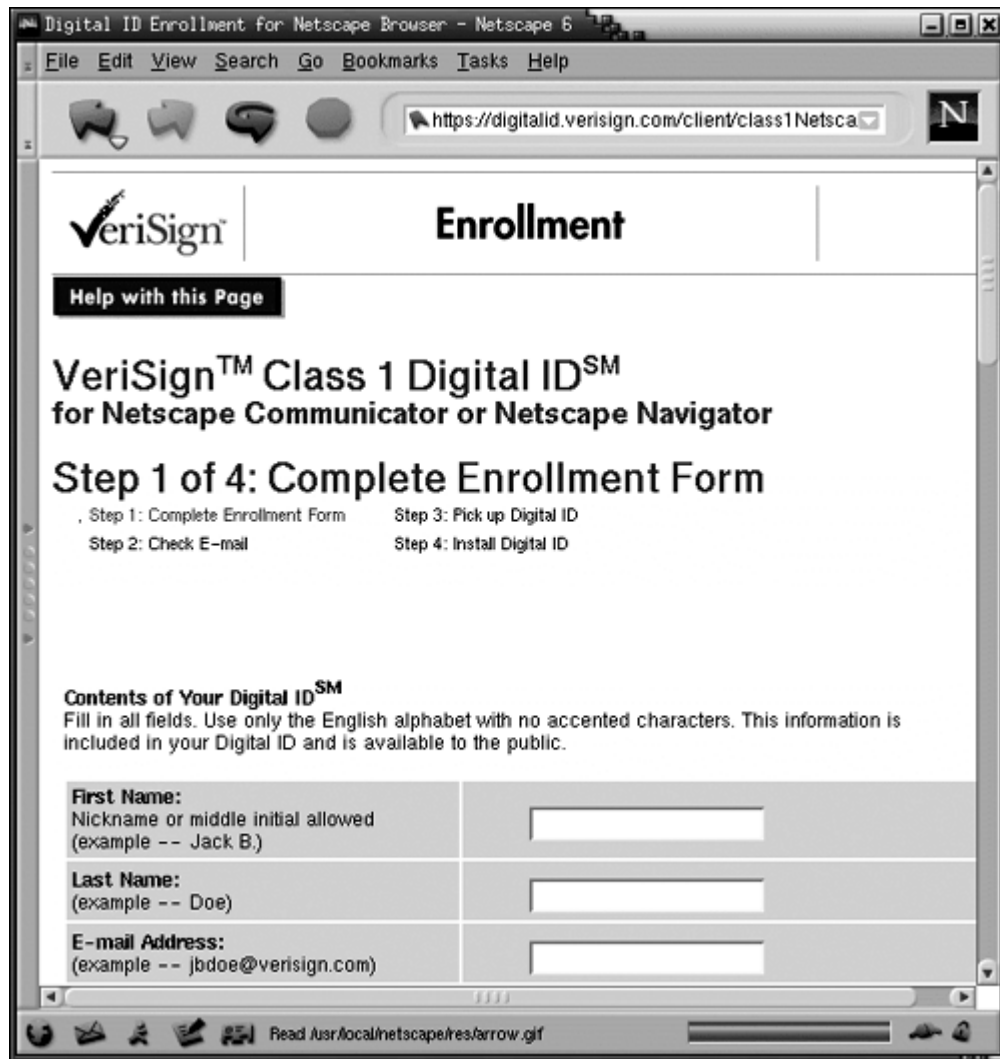 Digital ID Enrollment for Netscape Browser - Netscape 6
File Edit View Search Go Bookmarks Tasks Help
https://digitalid.verisign.com/client/class1Netsca
N
VeriSign™
Enrollment
Help with this Page
VeriSign™ Class 1 Digital IDSM
for Netscape Communicator or Netscape Navigator
Step 1 of 4: Complete Enrollment Form
, Step 1: Complete Enrollment Form Step 3: Pick up Digital ID
Step 2: Check E-mail Step 4: Install Digital ID
Contents of Your Digital IDSM
Fill in all fields. Use only the English alphabet with no accented characters. This information is
included in your Digital ID and is available to the public.
First Name:
Nickname or middle initial allowed
(example -- Jack B.)
Last Name:
(example -- Doe)
E-mail Address:
(example -- jbdoe@verisign.com)
Read /usr/local/netscape/res/arrow.gif